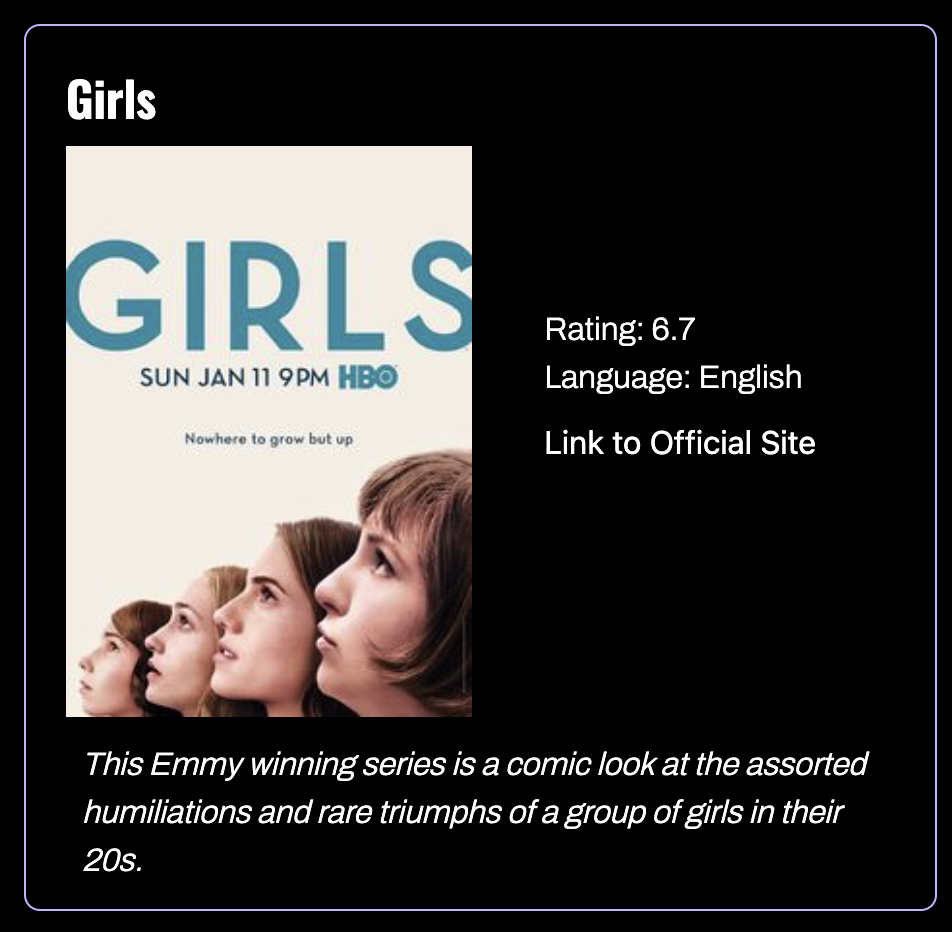 Girls
GIRLS
SUN JAN 11 9PM HBO
Nowhere to grow but up
Rating: 6.7
Language: English
Link to Official Site
This Emmy winning series is a comic look at the assorted
humiliations and rare triumphs of a group of girls in their
20s.